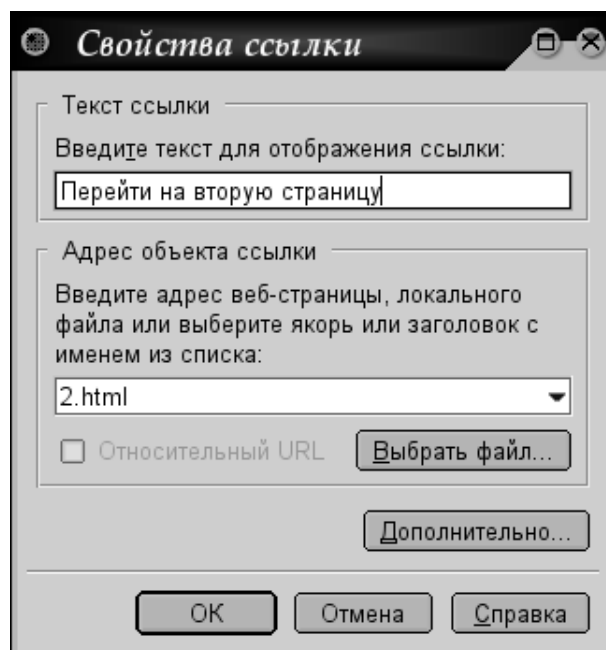 Свойства ссылки
Текст ссылки
Введите текст для отображения ссылки:
Перейти на вторую страницу
Адрес объекта ссылки
Введите адрес веб-страницы, локального
файла или выберите якорь или заголовок с
именем из списка:
2.html
Относительный URL
Выбрать файл...
Дополнительно...
OK
Отмена
Справка